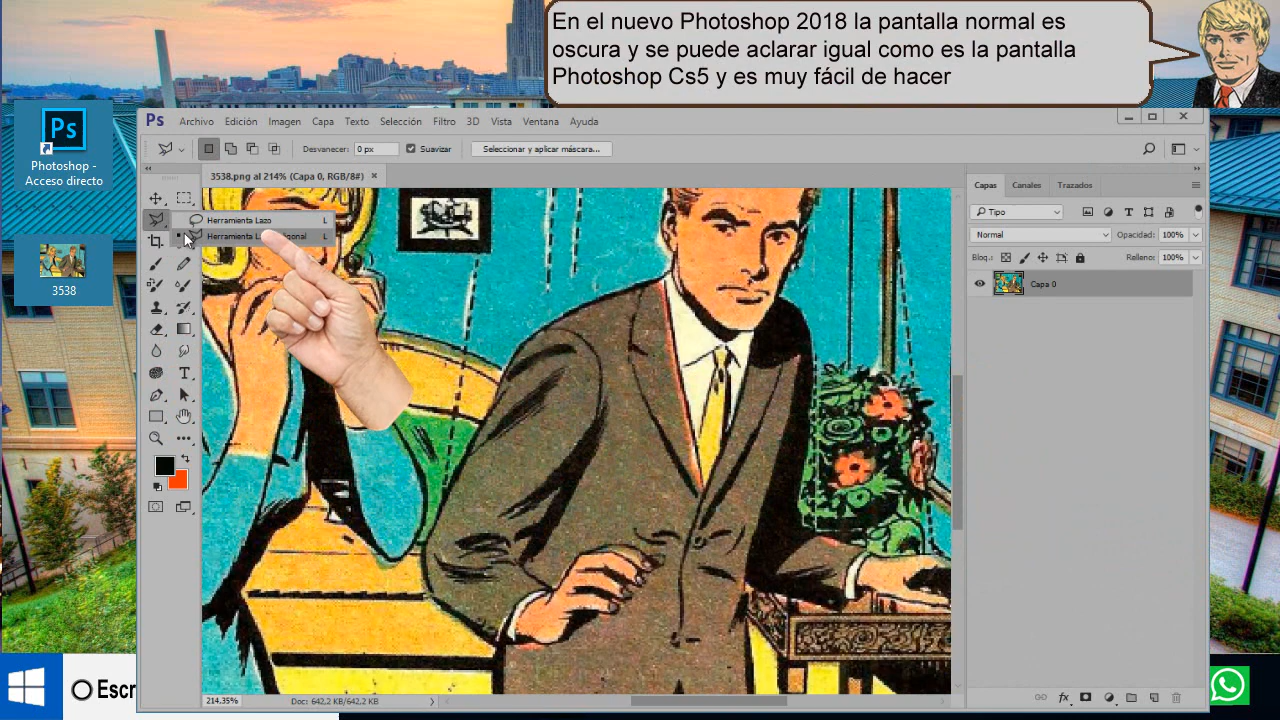 En el nuevo Photoshop 2018 la pantalla normal es
oscura y se puede aclarar igual como es la pantalla
Photoshop Cs5 y es muy fácil de hacer
Ps
Photoshop -
Acceso directo
3538
Ps Archivo Edición Imagen Capa Texto Selección Filtro 3D Vista Ventana Ayuda
Desvanecer: 0 px Suavizar Seleccionar y aplicar máscara...
3538.png al 214% (Capa 0, RGB/8#) ×
Herramienta Lazo L
Herramienta L
Capas Canales Trazados
Tipo
Normal Opacidad: 100%
Bloq.: Relleno: 100%
Capa 0
214,35% Doc: 642,2 KB/642,2 KB
fx
Escr